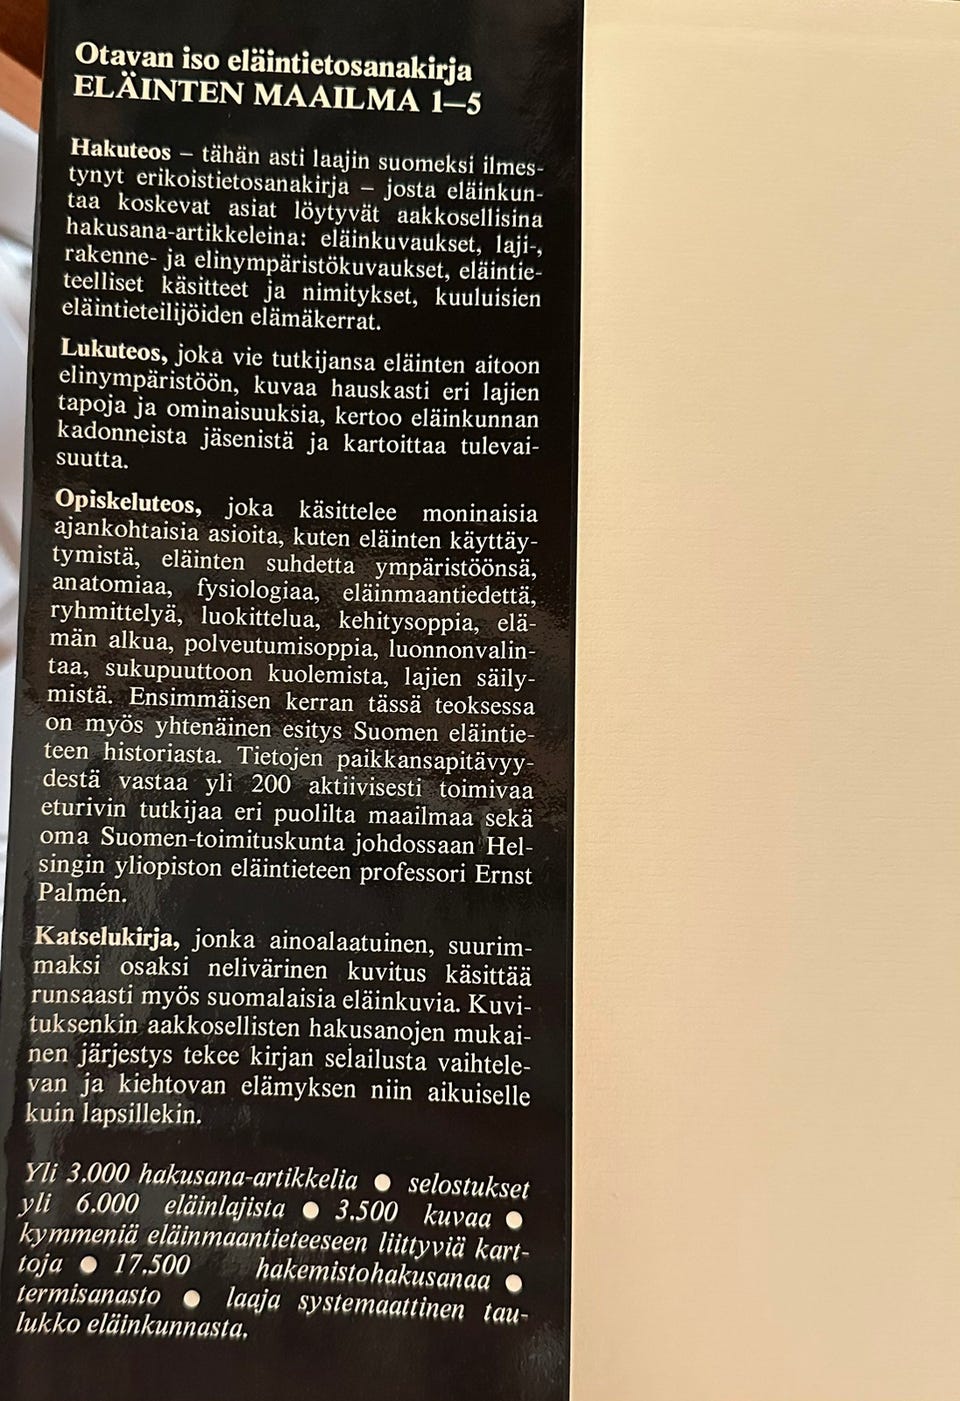 Otavan iso eläintietosanakirja
ELÄINTEN MAAILMA 1–5
Hakuteos – tähän asti laajin suomeksi ilmes-
tynyt erikoistietosanakirja – josta eläinkun-
taa koskevat asiat löytyvät aakkosellisina
hakusana-artikkeleina: eläinkuvaukset, laji-,
rakenne- ja elinympäristökuvaukset, eläintie-
teelliset käsitteet ja nimitykset, kuuluisien
eläintieteilijöiden elämäkerrat.
Lukuteos, joka vie tutkijansa eläinten aitoon
elinympäristöön, kuvaa hauskasti eri lajien
tapoja ja ominaisuuksia, kertoo eläinkunnan
kadonneista jäsenistä ja kartoittaa tulevai-
suutta.
Opiskeluteos, joka käsittelee moninaisia
ajankohtaisia asioita, kuten eläinten käyttäy-
tymistä, eläinten suhdetta ympäristöönsä,
anatomiaa, fysiologiaa, eläinmaantiedettä,
ryhmittelyä, luokittelua, kehitysoppia, elä-
män alkua, polveutumisoppia, luonnonvalin-
taa, sukupuuttoon kuolemista, lajien säily-
mistä. Ensimmäisen kerran tässä teoksessa
on myös yhtenäinen esitys Suomen eläintie-
teen historiasta. Tietojen paikkansapitävyy-
destä vastaa yli 200 aktiivisesti toimivaa
eturivin tutkijaa eri puolilta maailmaa sekä
oma Suomen-toimituskunta johdossaan Hel-
singin yliopiston eläintieteen professori Ernst
Palmén.
Katselukirja, jonka ainoalaatuinen, suurim-
maksi osaksi nelivärinen kuvitus käsittää
runsaasti myös suomalaisia eläinkuvia. Kuvi-
tuksenkin aakkosellisten hakusanojen mukai-
nen järjestys tekee kirjan selailusta vaihtele-
van ja kiehtovan elämyksen niin aikuiselle
kuin lapsillekin.
Yli 3.000 hakusana-artikkelia ● selostukset
yli 6.000 eläinlajista ● 3.500 kuvaa ●
kymmeniä eläinmaantieteeseen liittyviä kart-
toja ● 17.500 hakemistohakusanaa ●
termisanasto ● laaja systemaattinen tau-
lukko eläinkunnasta.